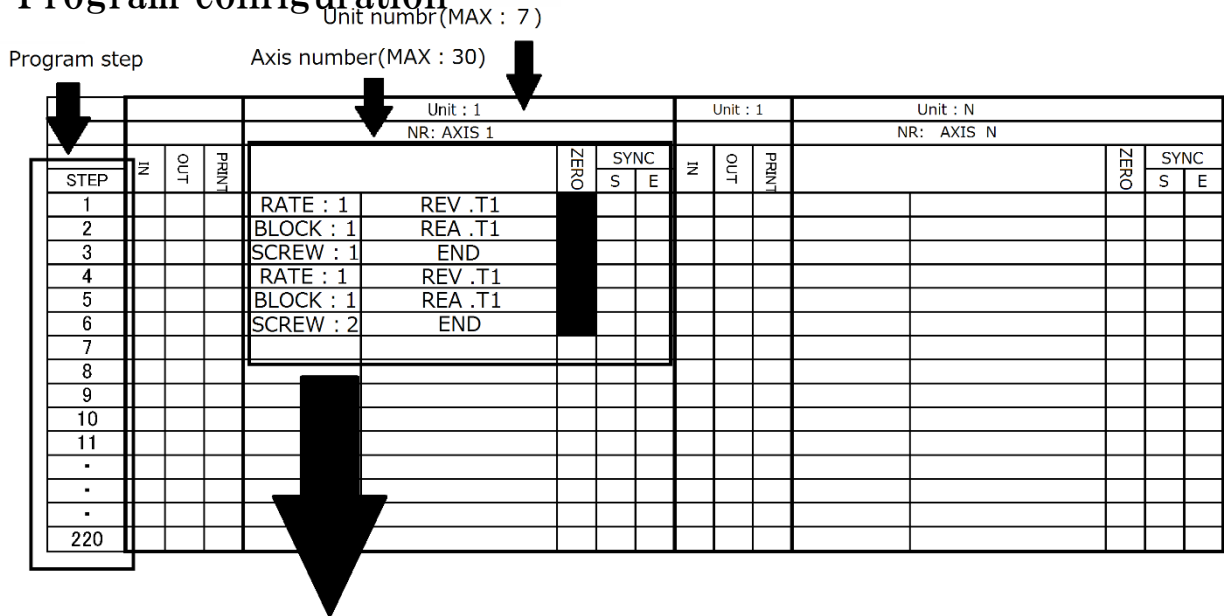 Program configuration
Unit numbr(MAX : 7)
Program step
Axis number(MAX : 30)
Unit : 1 Unit : 1 Unit : N
NR: AXIS 1 NR: AXIS N
STEP IN OUT PRINT ZERO SYNC IN OUT PRINT ZERO SYNC
S E S E
1 RATE : 1 REV .T1
2 BLOCK : 1 REA .T1
3 SCREW : 1 END
4 RATE : 1 REV .T1
5 BLOCK : 1 REA .T1
6 SCREW : 2 END
7
8
9
10
11
.
.
.
220